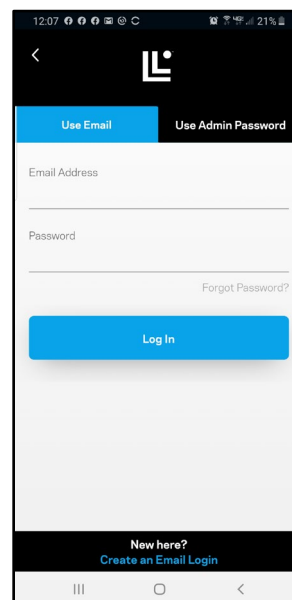 12:07 21%
Use Email Use Admin Password
Email Address
Password
Forgot Password?
Log In
New here?
Create an Email Login